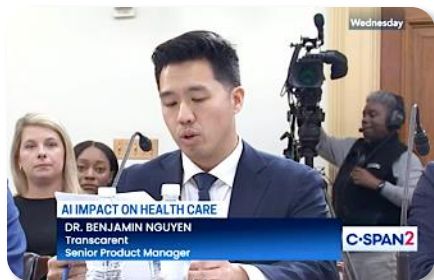 Wednesday
AI IMPACT ON HEALTH CARE
DR. BENJAMIN NGUYEN
Transcarent
Senior Product Manager
C-SPAN2